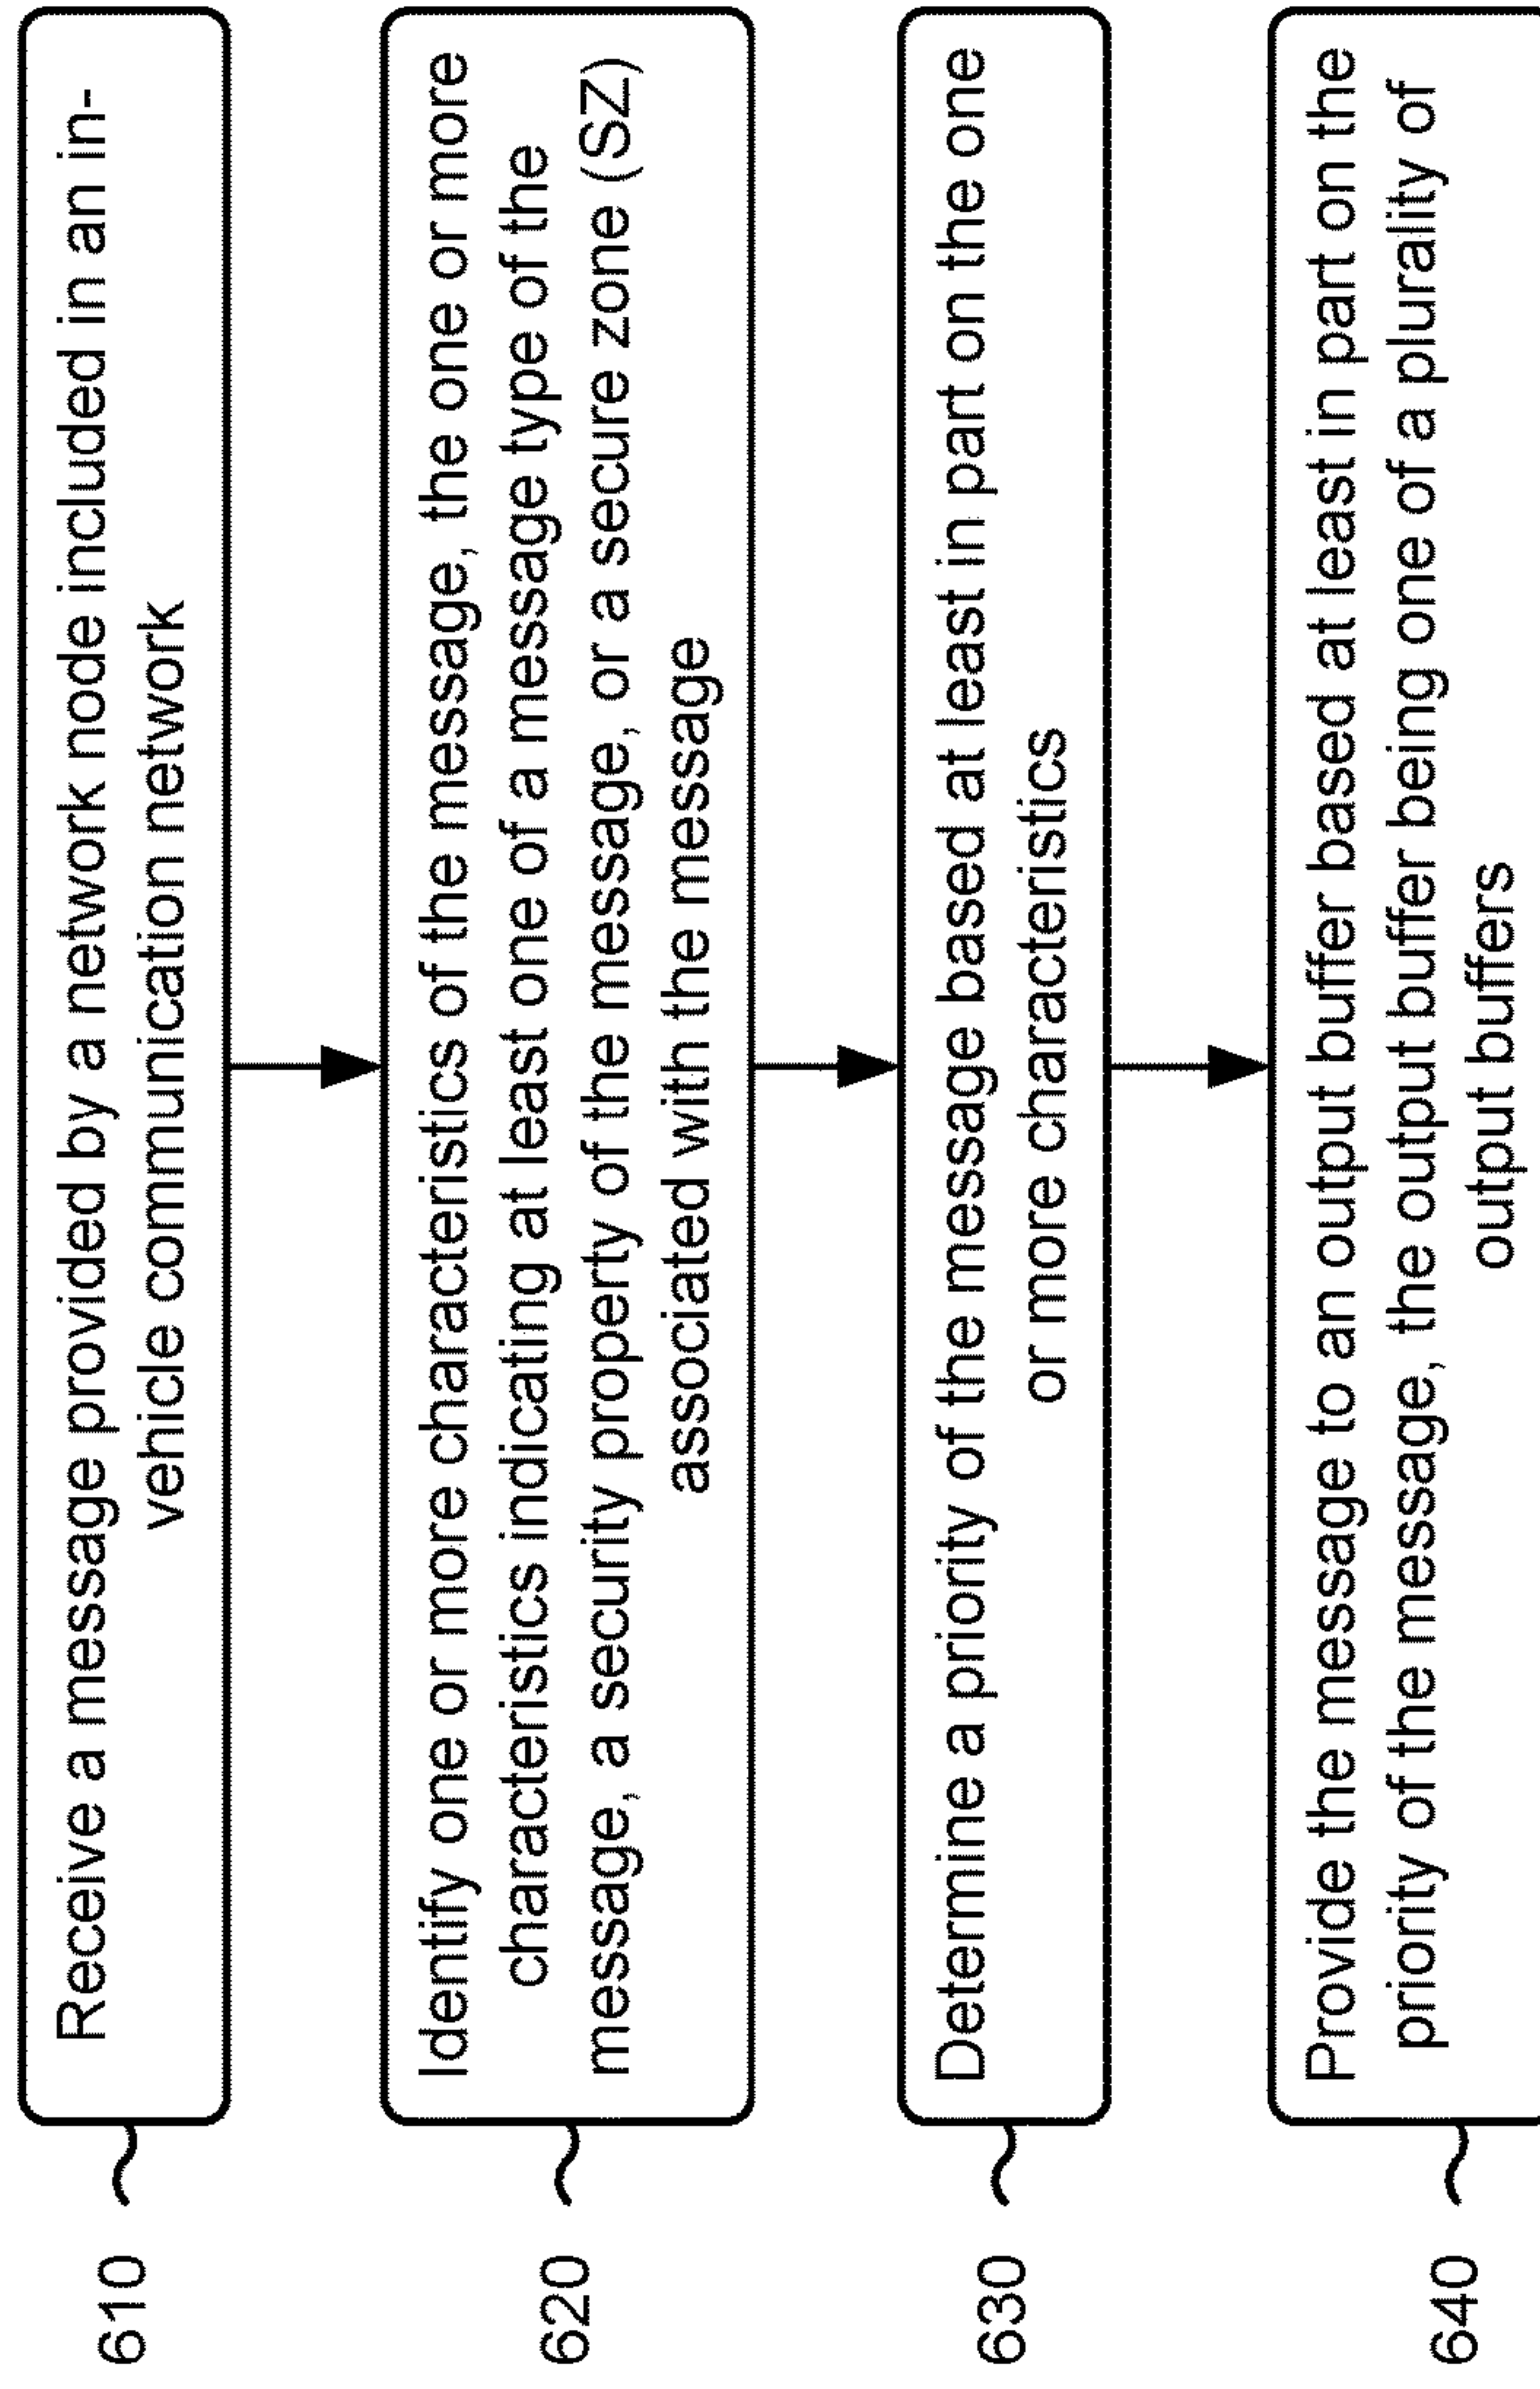 610
Receive a message provided by a network node included in an in-
vehicle communication network
620
Identify one or more characteristics of the message, the one or more
characteristics indicating at least one of a message type of the
message, a security property of the message, or a secure zone (SZ)
associated with the message
630
Determine a priority of the message based at least in part on the one
or more characteristics
640
Provide the message to an output buffer based at least in part on the
priority of the message, the output buffer being one of a plurality of
output buffers